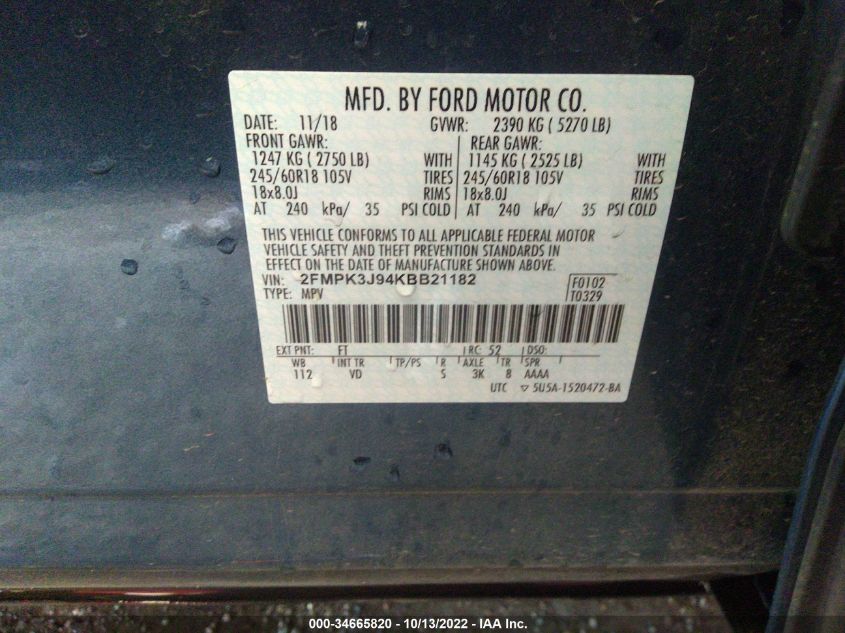 MFD. BY FORD MOTOR CO.
DATE: 11/18 GVWR: 2390 KG ( 5270 LB)
FRONT GAWR: REAR GAWR:
1247 KG ( 2750 LB) WITH 1145 KG ( 2525 LB) WITH
245/60R18 105V TIRES 245/60R18 105V TIRES
18x8.0J RIMS 18x8.0J RIMS
AT 240 kPa/ 35 PSI COLD AT 240 kPa/ 35 PSI COLD
THIS VEHICLE CONFORMS TO ALL APPLICABLE FEDERAL MOTOR
VEHICLE SAFETY AND THEFT PREVENTION STANDARDS IN
EFFECT ON THE DATE OF MANUFACTURE SHOWN ABOVE.
VIN: 2FMPK3J94KBB21182 F0102
TYPE: MPV T0329
EXT PNT: FT RC: 52 DSO:
WB INT TR TP/PS R AXLE TR SPR
112 VD S 3K 8 AAAA
UTC ▽ 5U5A-1520472-BA
000-34665820 - 10/13/2022 - IAA Inc.